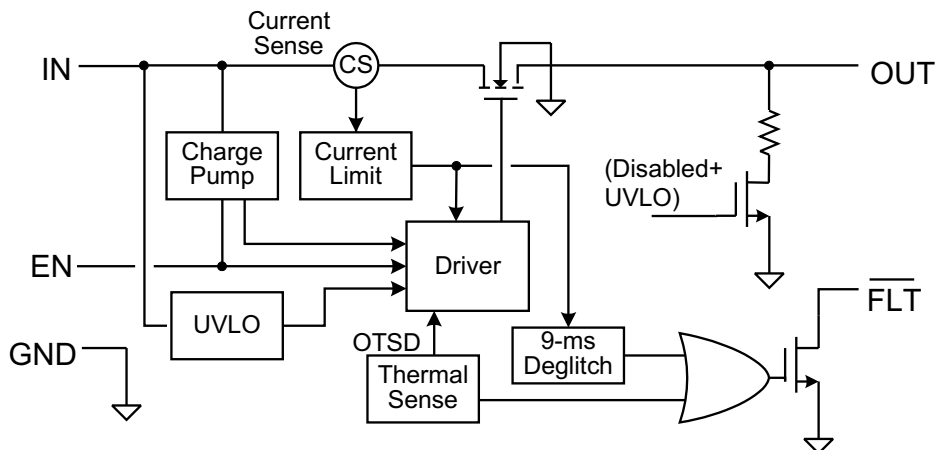 Current
Sense
IN
CS
OUT
Charge
Pump
Current
Limit
(Disabled+
UVLO)
EN
Driver
FLT
UVLO
GND
OTSD
9-ms
Deglitch
Thermal
Sense